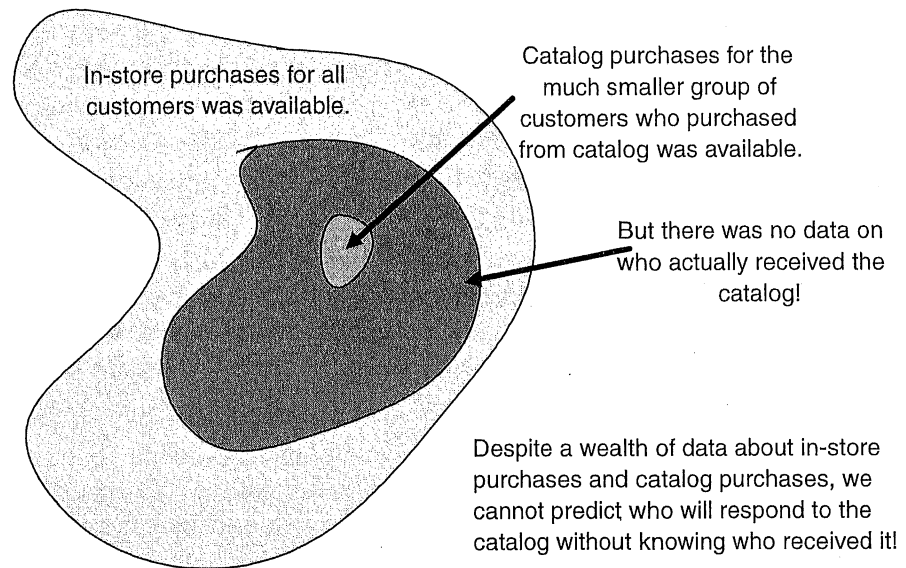 In-store purchases for all
customers was available.
Catalog purchases for the
much smaller group of
customers who purchased
from catalog was available.
But there was no data on
who actually received the
catalog!
Despite a wealth of data about in-store
purchases and catalog purchases, we
cannot predict who will respond to the
catalog without knowing who received it!